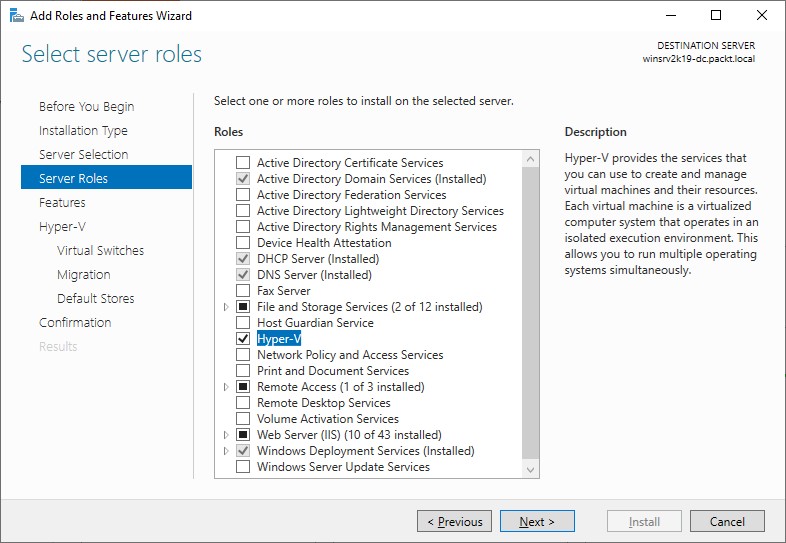 Add Roles and Features Wizard
Select server roles
DESTINATION SERVER
winsrv2k19-dc.packt.local
Before You Begin
Installation Type
Server Selection
Server Roles
Features
Hyper-V
Virtual Switches
Migration
Default Stores
Confirmation
Results
Select one or more roles to install on the selected server.
Roles
Active Directory Certificate Services
Active Directory Domain Services (Installed)
Active Directory Federation Services
Active Directory Lightweight Directory Services
Active Directory Rights Management Services
Device Health Attestation
DHCP Server (Installed)
DNS Server (Installed)
Fax Server
File and Storage Services (2 of 12 installed)
Host Guardian Service
Hyper-V
Network Policy and Access Services
Print and Document Services
Remote Access (1 of 3 installed)
Remote Desktop Services
Volume Activation Services
Web Server (IIS) (10 of 43 installed)
Windows Deployment Services (Installed)
Windows Server Update Services
Description
Hyper-V provides the services that
you can use to create and manage
virtual machines and their resources.
Each virtual machine is a virtualized
computer system that operates in an
isolated execution environment. This
allows you to run multiple operating
systems simultaneously.
< Previous
Next >
Install
Cancel